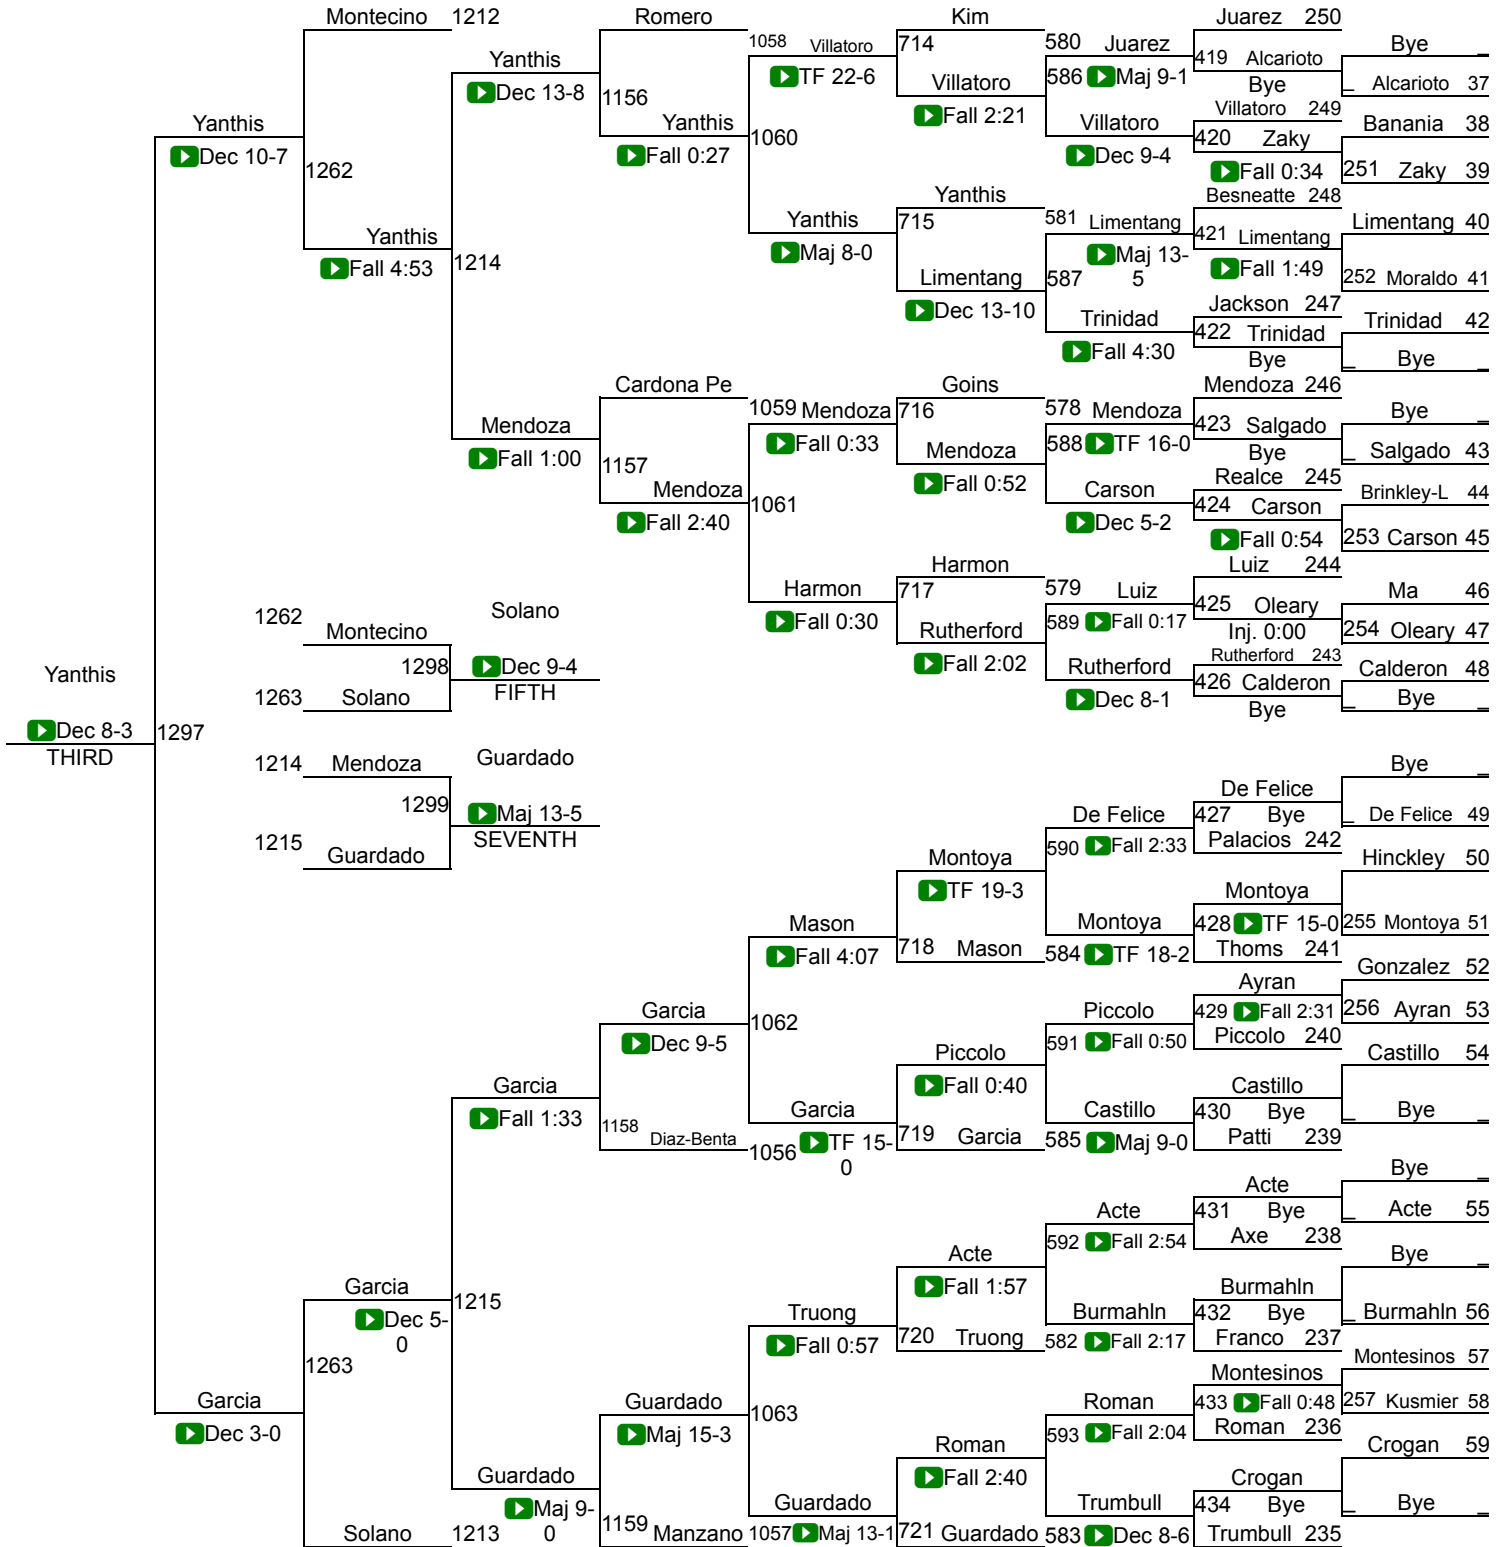 Montecino 1212
Romero
Kim
Juarez 250
Yanthis
1058 Villatoro
714
580 Juarez
419 Alcarioto
Bye _
Dec 13-8
TF 22-6
Villatoro
586 Maj 9-1
Bye
_ Alcarioto 37
1156
Fall 2:21
Villatoro
Villatoro 249
Banania 38
Yanthis
Yanthis
1060
Dec 9-4
420 Zaky
Dec 10-7
Fall 0:27
Fall 0:34
251 Zaky 39
1262
Yanthis
Besneatte 248
Yanthis
715
581 Limentang
421 Limentang
Limentang 40
Yanthis
Maj 8-0
Maj 13-
5
Fall 1:49
Fall 4:53
1214
Limentang
587
252 Moraldo 41
Dec 13-10
Trinidad
Jackson 247
Trinidad 42
Fall 4:30
422 Trinidad
Bye
_ Bye _
Cardona Pe
Goins
Mendoza 246
Mendoza
1059 Mendoza
716
578 Mendoza
423 Salgado
Bye _
Fall 1:00
Fall 0:33
Mendoza
588 TF 16-0
Bye
_ Salgado 43
1157
Fall 0:52
Realce 245
Mendoza
1061
Carson
424 Carson
Brinkley-L 44
Fall 2:40
Dec 5-2
Fall 0:54
253 Carson 45
Harmon
Luiz 244
Harmon
717
579 Luiz
425 Oleary
Ma 46
1262
Solano
Fall 0:30
Rutherford
589 Fall 0:17
Inj. 0:00
254 Oleary 47
Montecino
Fall 2:02
Rutherford
Rutherford 243
Calderon 48
1298
Dec 9-4
426 Calderon
Yanthis
1263 Solano
FIFTH
Dec 8-1
Bye
_ Bye _
Dec 8-3
1297
THIRD
1214 Mendoza
Guardado
Bye _
1299
Maj 13-5
De Felice
De Felice
427 Bye
_ De Felice 49
1215
Guardado
SEVENTH
Montoya
590 Fall 2:33
Palacios 242
Hinckley 50
TF 19-3
Montoya
Mason
Montoya
428 TF 15-0
255 Montoya 51
Fall 4:07
718 Mason
584 TF 18-2
Thoms 241
Gonzalez 52
Garcia
1062
Piccolo
Ayran
429 Fall 2:31
256 Ayran 53
Dec 9-5
Piccolo
591 Fall 0:50
Piccolo 240
Castillo 54
Garcia
Fall 0:40
Castillo
Fall 1:33
Garcia
Castillo
430 Bye
_ Bye _
1158 Diaz-Benta
1056 TF 15-
0
719 Garcia
585 Maj 9-0
Patti 239
Acte
Bye _
Acte
431 Bye
_ Acte 55
Acte
592 Fall 2:54
Axe 238
Bye _
Garcia
1215
Fall 1:57
Burmahln
Dec 5-
0
Truong
Burmahln
432 Bye
_ Burmahln 56
Fall 0:57
720 Truong
582 Fall 2:17
Franco 237
Montesinos 57
1263
Montesinos
Garcia
Guardado
1063
Roman
433 Fall 0:48
257 Kusmier 58
Dec 3-0
Maj 15-3
Roman
593 Fall 2:04
Roman 236
Crogan 59
Guardado
Fall 2:40
Crogan
Maj 9-
0
Guardado
Trumbull
434 Bye
_ Bye _
Solano 1213
1159 Manzano
1057 Maj 13-1
721 Guardado
583 Dec 8-6
Trumbull 235